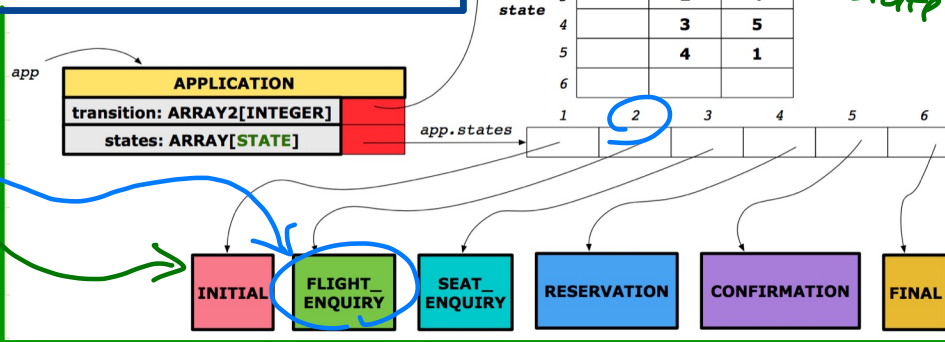 state
4 3 5
5 4 1
6
app
APPLICATION
transition: ARRAY2[INTEGER]
states: ARRAY[STATE]
app.states
1 2 3 4 5 6
INITIAL
FLIGHT_
ENQUIRY
SEAT_
ENQUIRY
RESERVATION
CONFIRMATION
FINAL